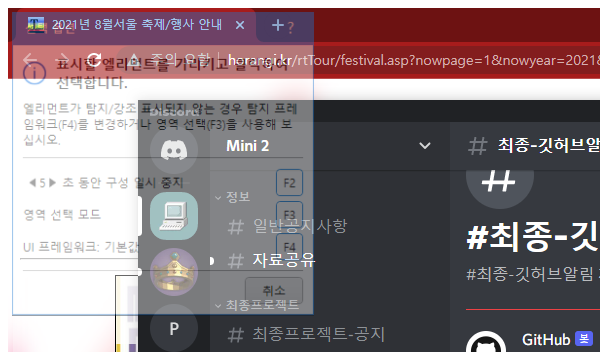 2021년 8월서울 축제/행사 안내
?
주의 요함
horangi.kr/rtTour/festival.asp?nowpage=1&nowyear=2021&
표시할 엘리먼트를 가리키고
선택합니다.
엘리먼트가 탐지/강조 표시되지 않는 경우 탐지 프레
임워크(F4)를 변경하거나 영역 선택(F3)을 사용해 보
십시오.
Discord
Mini 2
최종-깃허브알
5 초 동안 구성 일시 중지
F2
정보
영역 선택 모드
F3
일반공지사항
#최종-깃
UI 프레임워크: 기본값
F4
자료공유
#최종-깃허브알림
취소
최종프로젝트
P
최종프로젝트-공지
GitHub 봇